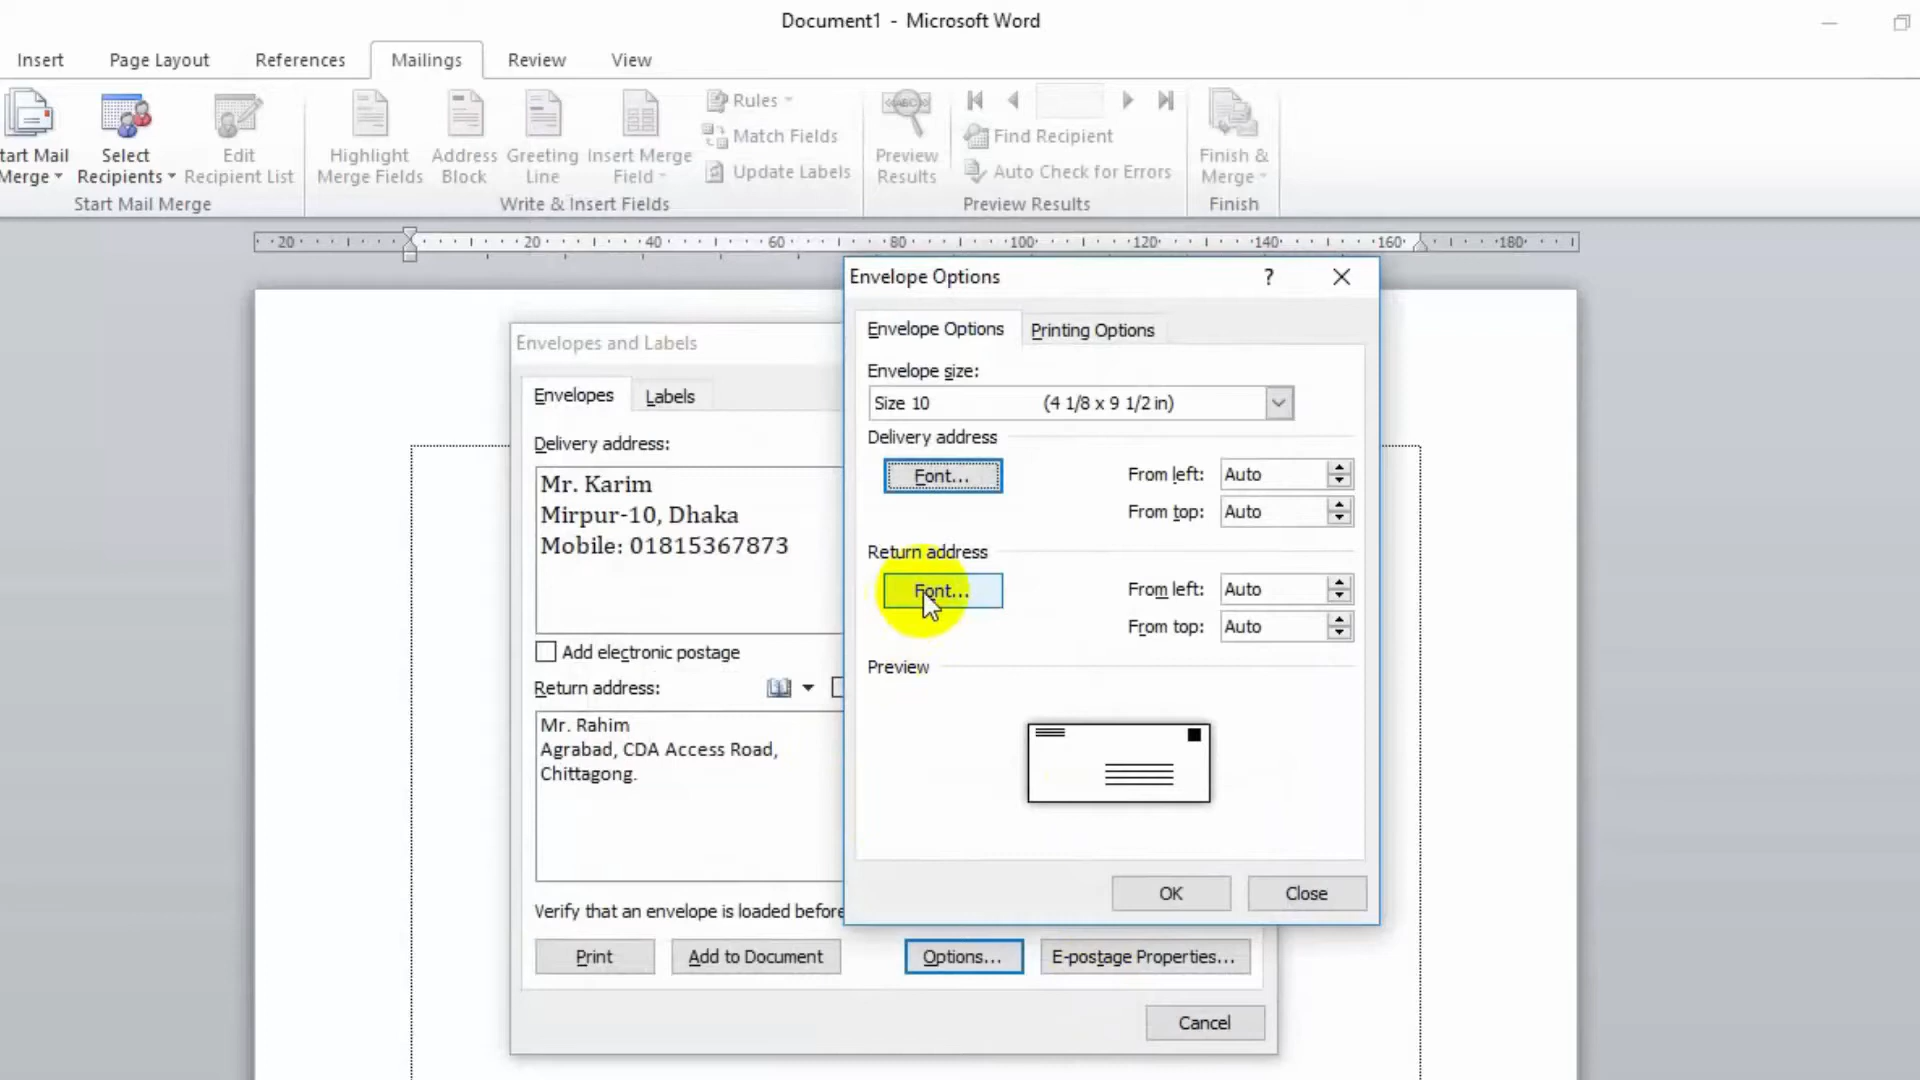 Document1 - Microsoft Word
Insert Page Layout References Mailings Review View
tart Mail Merge
Select Recipients
Edit Recipient List
Start Mail Merge
Highlight Merge Fields
Address Block
Greeting Line
Insert Merge Field
Rules
Match Fields
Update Labels
Write & Insert Fields
ABC
Preview Results
Find Recipient
Auto Check for Errors
Preview Results
Finish & Merge
Finish
20 20 40 60 80 100 120 140 160 180
Envelopes and Labels
Envelopes Labels
Delivery address:
Mr. Karim
Mirpur-10, Dhaka
Mobile: 01815367873
Add electronic postage
Return address:
Mr. Rahim
Agrabad, CDA Access Road,
Chittagong.
Verify that an envelope is loaded before
Print Add to Document Options... E-postage Properties...
Cancel
Envelope Options ?
Envelope Options Printing Options
Envelope size:
Size 10 (4 1/8 x 9 1/2 in)
Delivery address
Font... From left: Auto
From top: Auto
Return address
Font... From left: Auto
From top: Auto
Preview
OK Close